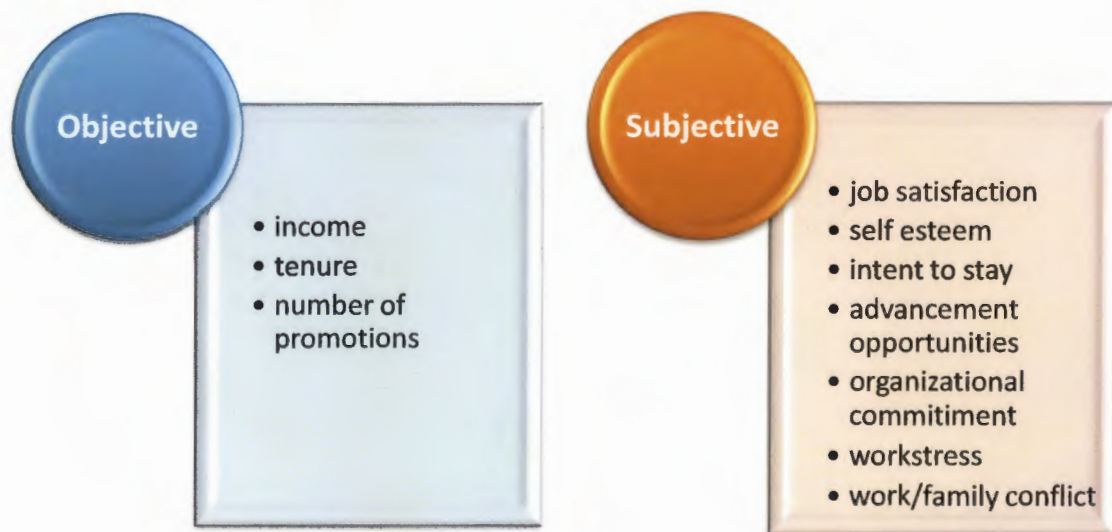 Objective
• income
• tenure
• number of
promotions
Subjective
• job satisfaction
• self esteem
• intent to stay
• advancement
opportunities
• organizational
commitiment
• workstress
• work/family conflict